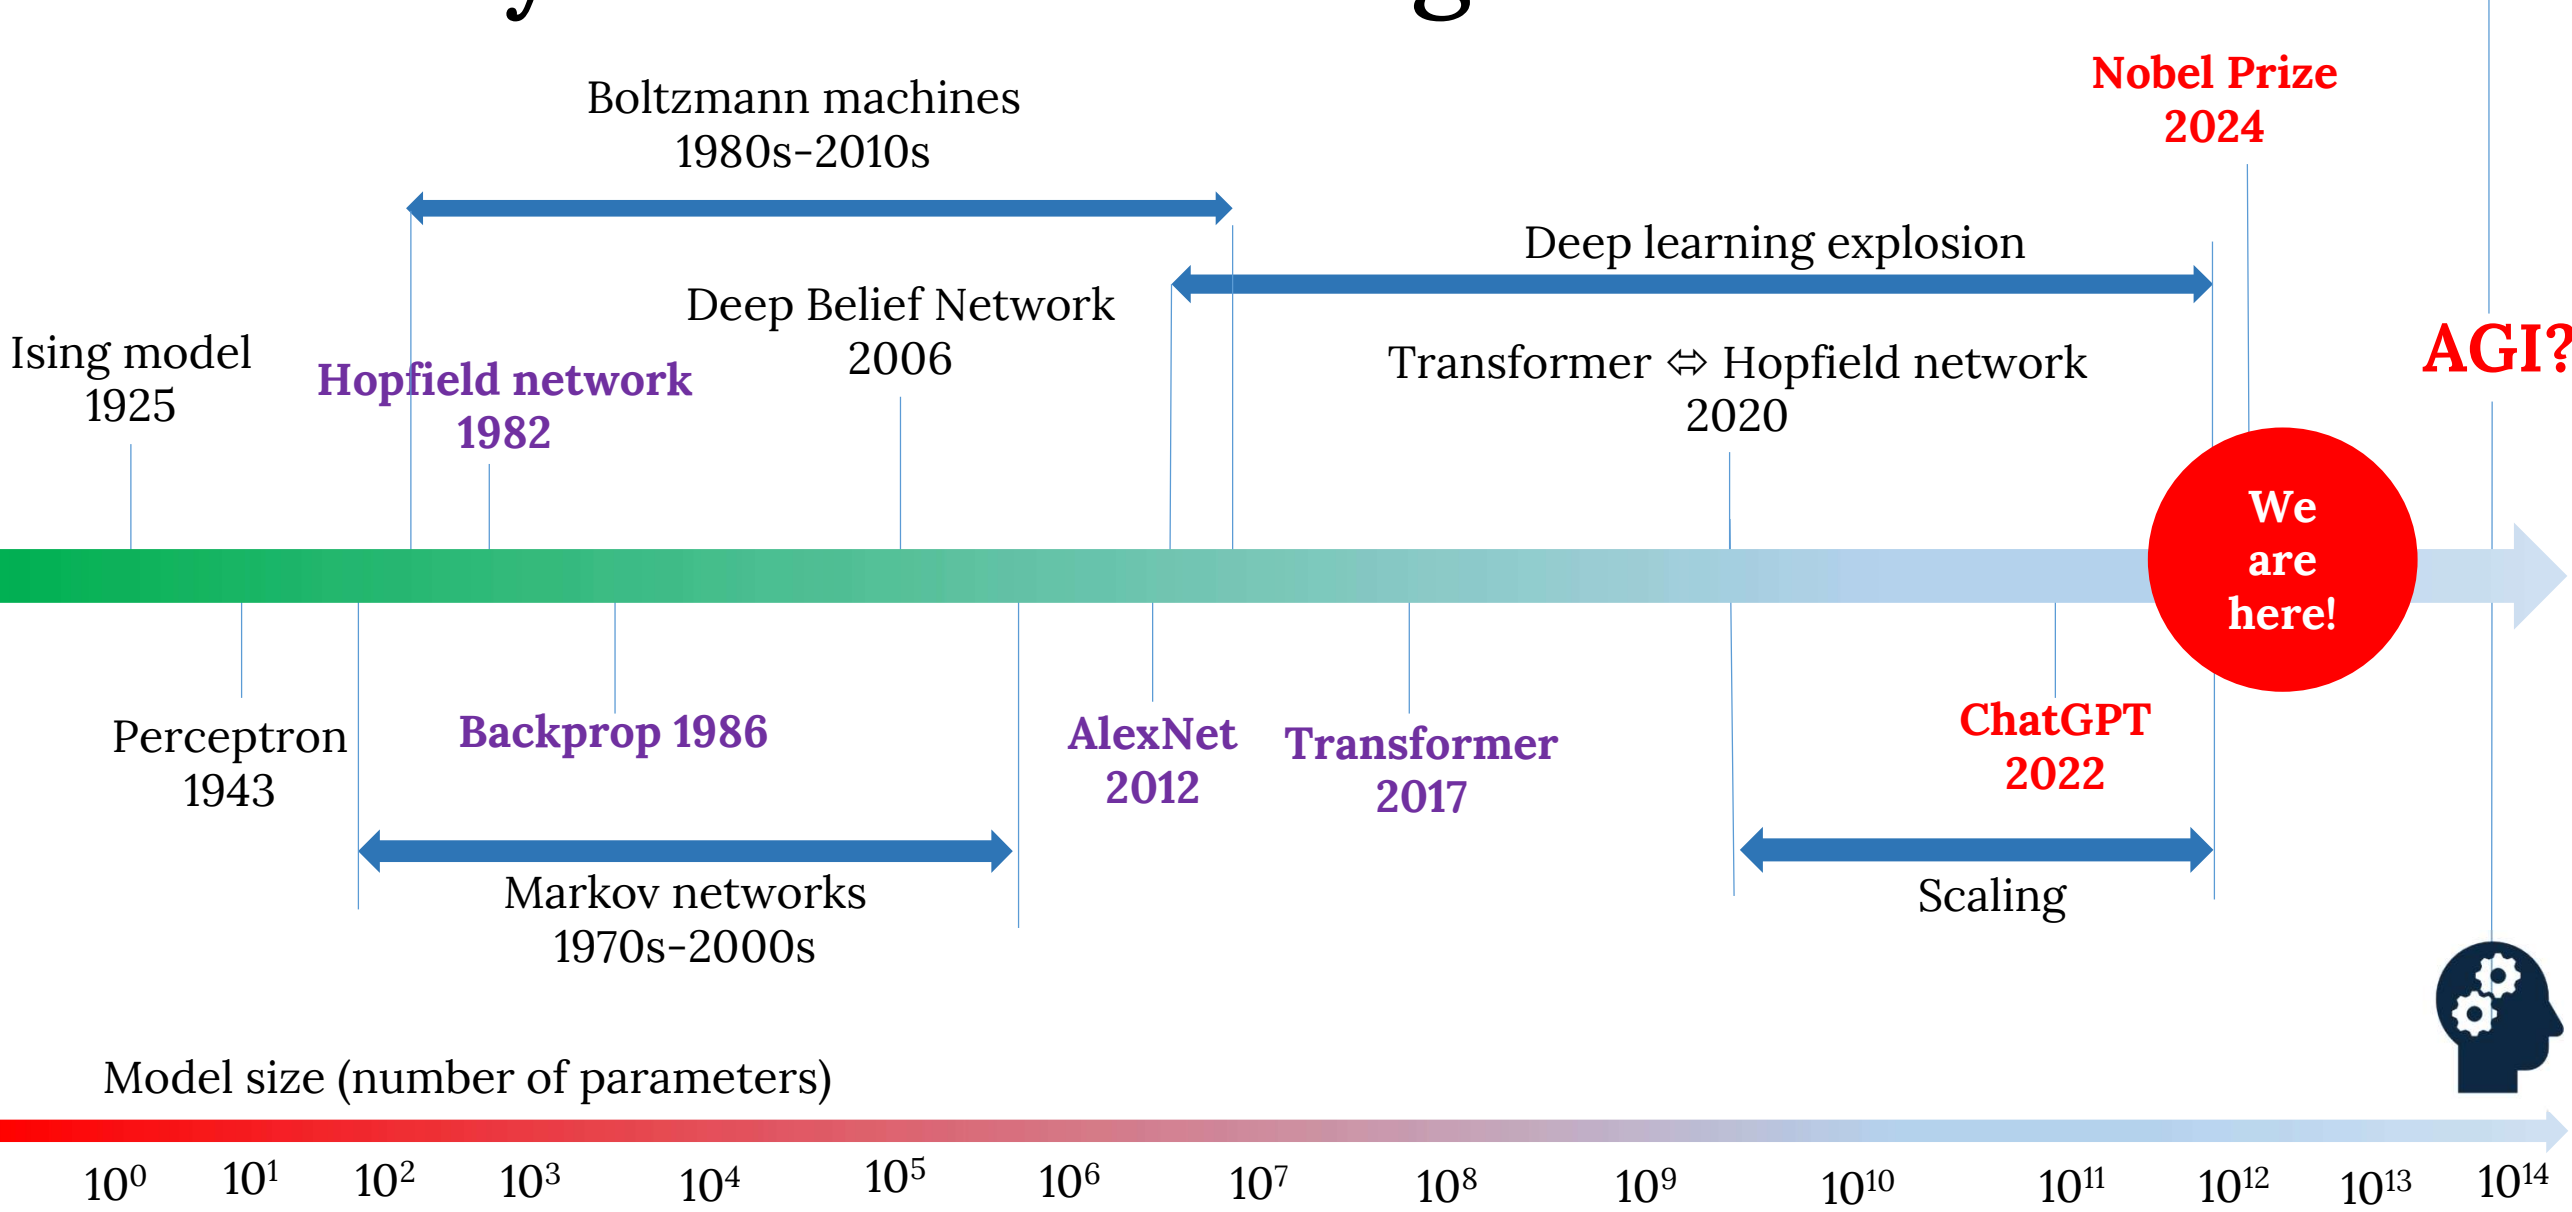 Nobel Prize
2024
Boltzmann machines
1980s-2010s
Deep learning explosion
Deep Belief Network
2006
Ising model
1925
Hopfield network
1982
Transformer ⇔ Hopfield network
2020
AGI?
We
are
here!
Perceptron
1943
Backprop 1986
AlexNet
2012
Transformer
2017
ChatGPT
2022
Markov networks
1970s-2000s
Scaling
Model size (number of parameters)
10⁰ 10¹ 10² 10³ 10⁴ 10⁵ 10⁶ 10⁷ 10⁸ 10⁹ 10¹⁰ 10¹¹ 10¹² 10¹³ 10¹⁴